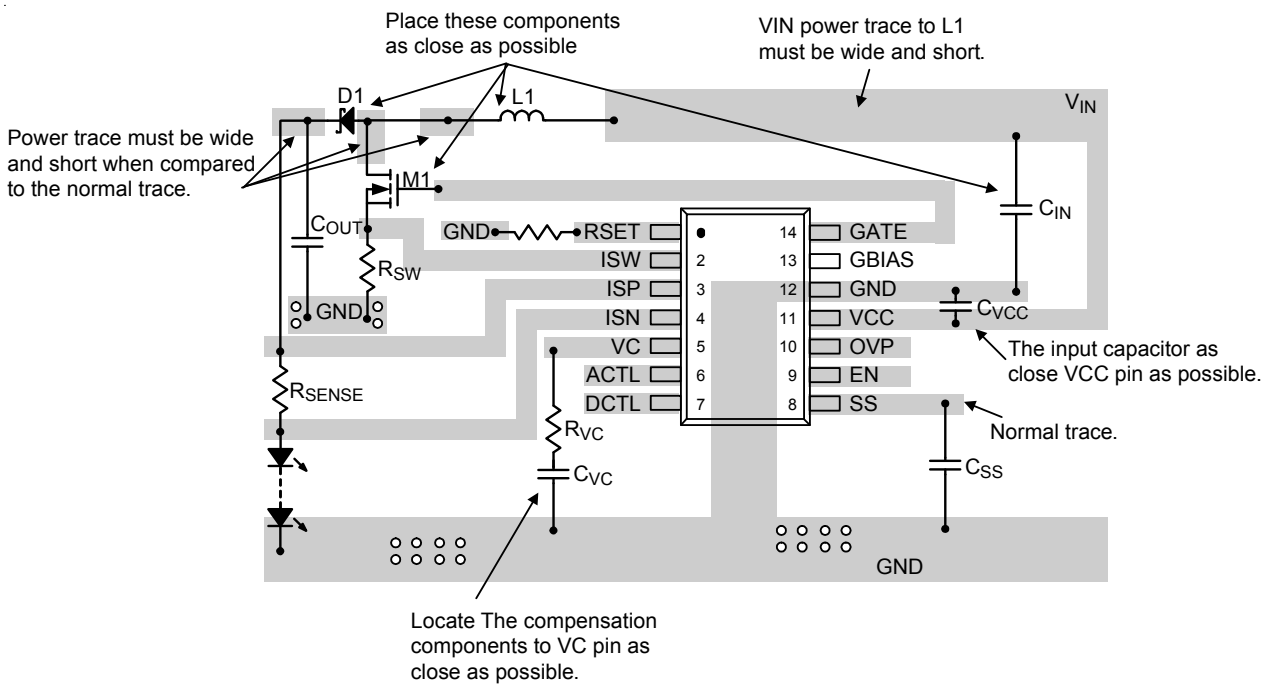 Place these components
as close as possible
VIN power trace to L1
must be wide and short.
D1
L1
VIN
Power trace must be wide
and short when compared
to the normal trace.
M1
CIN
COUT
GND
RSET
14
GATE
ISW
2
13
GBIAS
RSW
ISP
3
12
GND
GND
ISN
4
11
VCC
CVCC
VC
5
10
OVP
The input capacitor as
close VCC pin as possible.
ACTL
6
9
EN
RSENSE
DCTL
7
8
SS
Normal trace.
RVC
CVC
CSS
GND
Locate The compensation
components to VC pin as
close as possible.